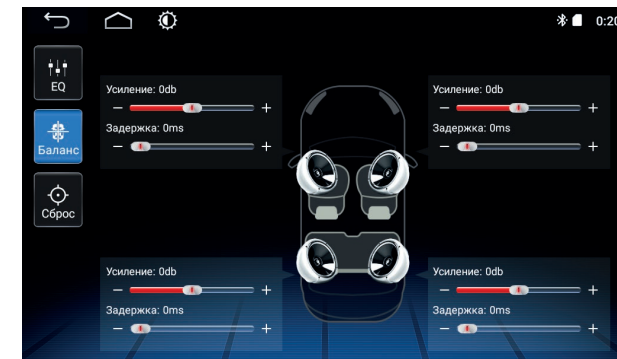 0:20
EQ
Баланс
Сброс
Усиление: 0db
Задержка: 0ms
Усиление: 0db
Задержка: 0ms
Усиление: 0db
Задержка: 0ms
Усиление: 0db
Задержка: 0ms